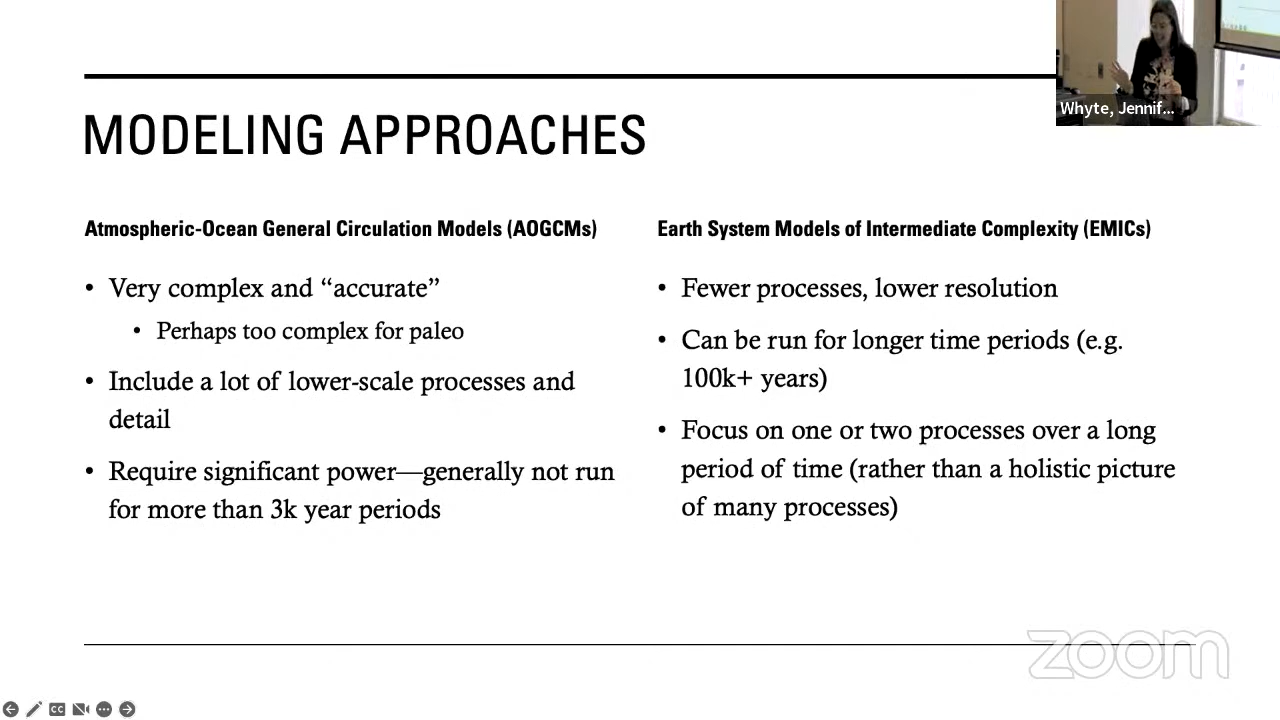 Whyte, Jennif...
MODELING APPROACHES
Atmospheric-Ocean General Circulation Models (AOGCMs)
• Very complex and “accurate”
• Perhaps too complex for paleo
• Include a lot of lower-scale processes and
detail
• Require significant power—generally not run
for more than 3k year periods
Earth System Models of Intermediate Complexity (EMICs)
• Fewer processes, lower resolution
• Can be run for longer time periods (e.g.
100k+ years)
• Focus on one or two processes over a long
period of time (rather than a holistic picture
of many processes)
zoom
CC